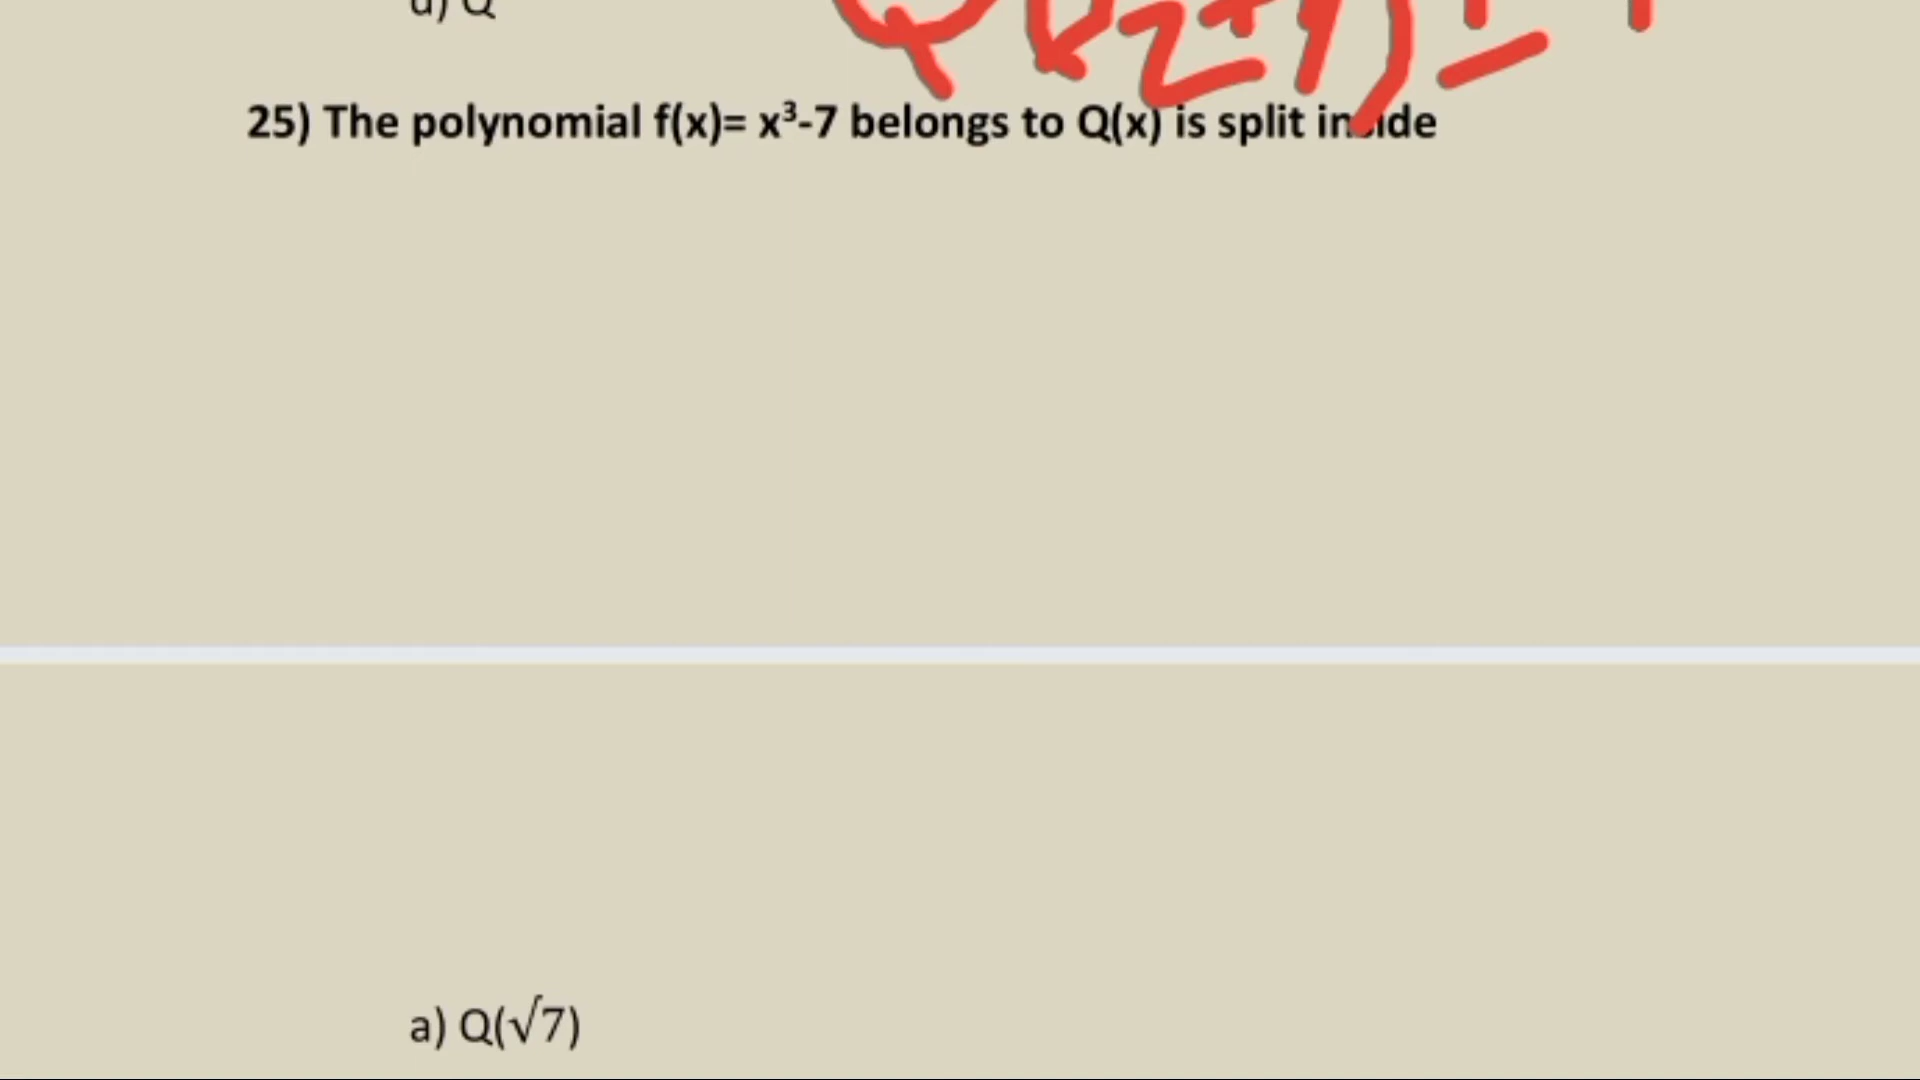 d) Q
25) The polynomial f(x)= x³-7 belongs to Q(x) is split inside
a) Q(√7)